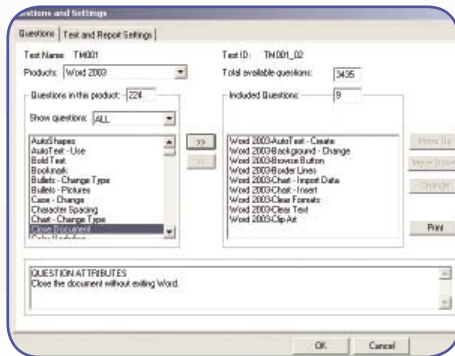 Questions and Settings
Questions Test and Report Settings
Test Name: TM001 Test ID: TM001_02
Products: Word 2003 Total available questions: 3435
Questions in this product: 224 Included Questions: 9
Show questions: ALL
AutoShapes
AutoText - Use
Bold Text
Bookmark
Bullets - Change Type
Bullets - Pictures
Case - Change
Character Spacing
Chart - Change Type
Close Document
>>
<<
Word 2003-AutoText - Create
Word 2003-Background - Change
Word 2003-Browse Button
Word 2003-Border Lines
Word 2003-Chart - Import Data
Word 2003-Chart - Insert
Word 2003-Clear Formats
Word 2003-Clear Text
Word 2003-Clip Art
Move Up
Move Down
Change
Print
QUESTION ATTRIBUTES
Close the document without exiting Word.
OK Cancel